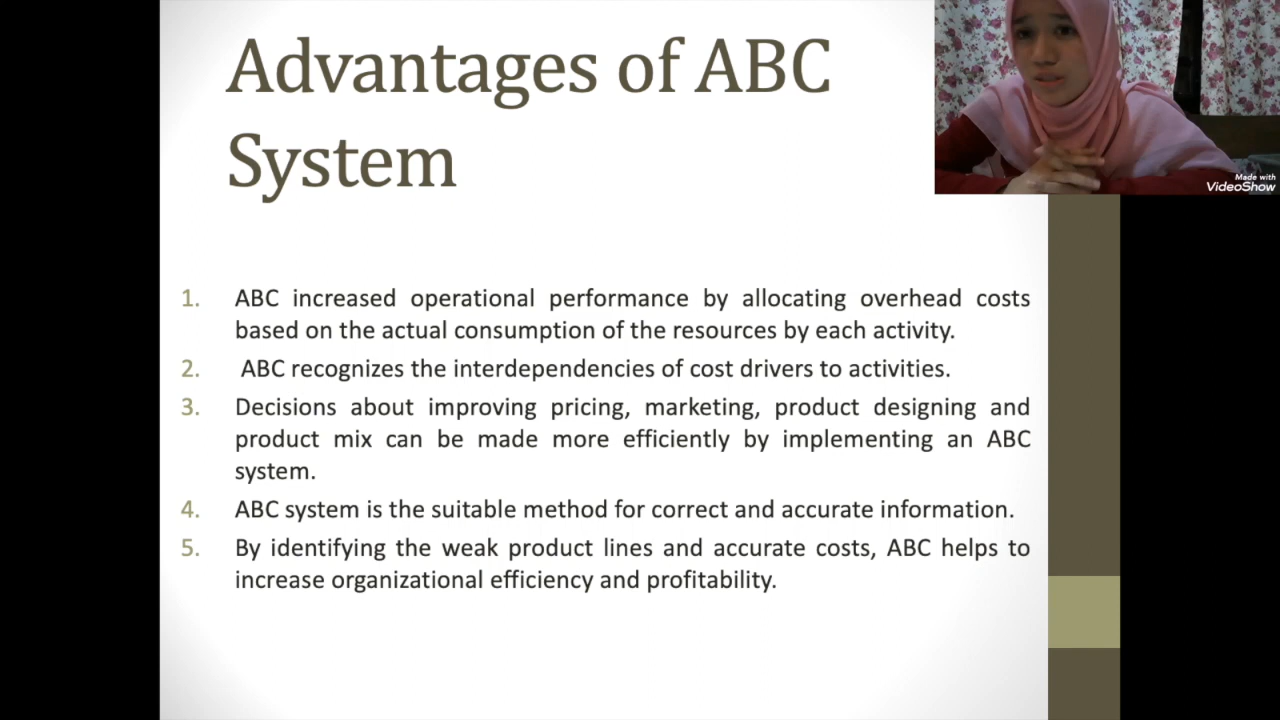 Advantages of ABC
System
Made with
VideoShow
1. ABC increased operational performance by allocating overhead costs
based on the actual consumption of the resources by each activity.
2. ABC recognizes the interdependencies of cost drivers to activities.
3. Decisions about improving pricing, marketing, product designing and
product mix can be made more efficiently by implementing an ABC
system.
4. ABC system is the suitable method for correct and accurate information.
5. By identifying the weak product lines and accurate costs, ABC helps to
increase organizational efficiency and profitability.